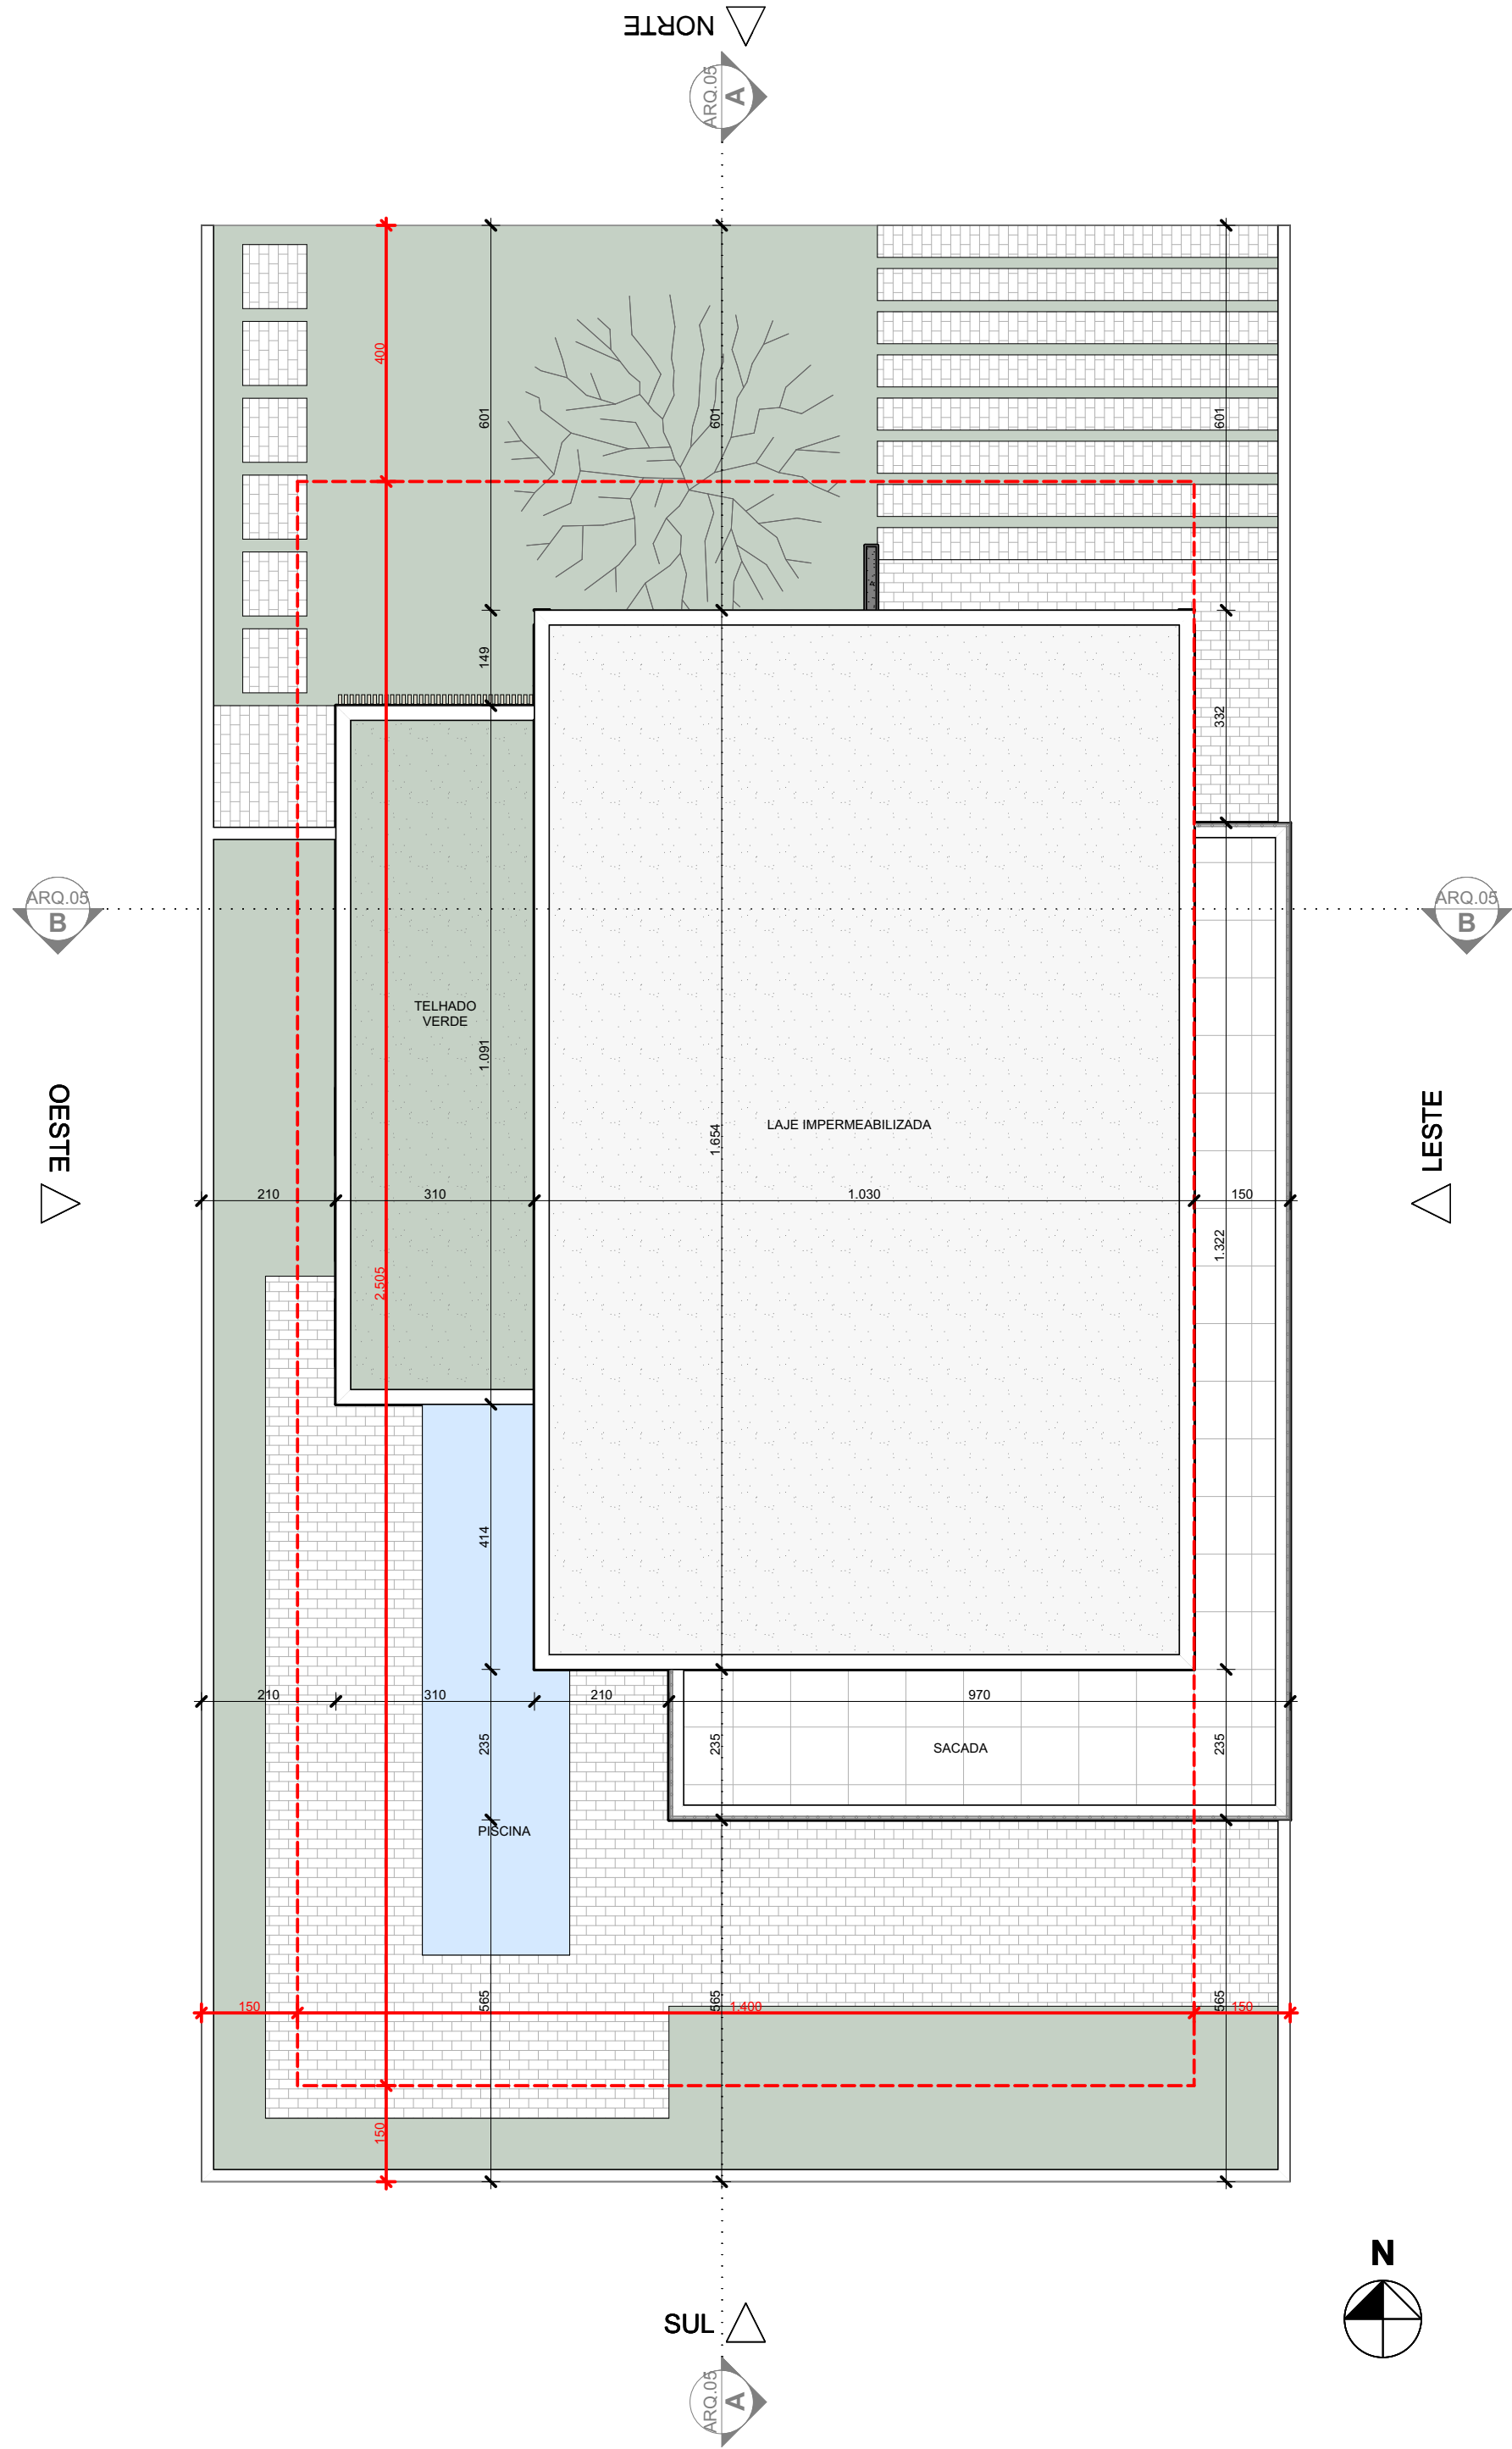 NORTE
ARQ.05
A
400
601
601
601
149
332
ARQ.05
B
ARQ.05
B
TELHADO
VERDE
1.091
OESTE
LESTE
LAJE IMPERMEABILIZADA
1.654
210
310
1.030
150
1.322
2.505
414
210
310
210
970
235
235
SACADA
235
PISCINA
150
565
565
1.400
565
150
150
N
SUL
ARQ.05
A